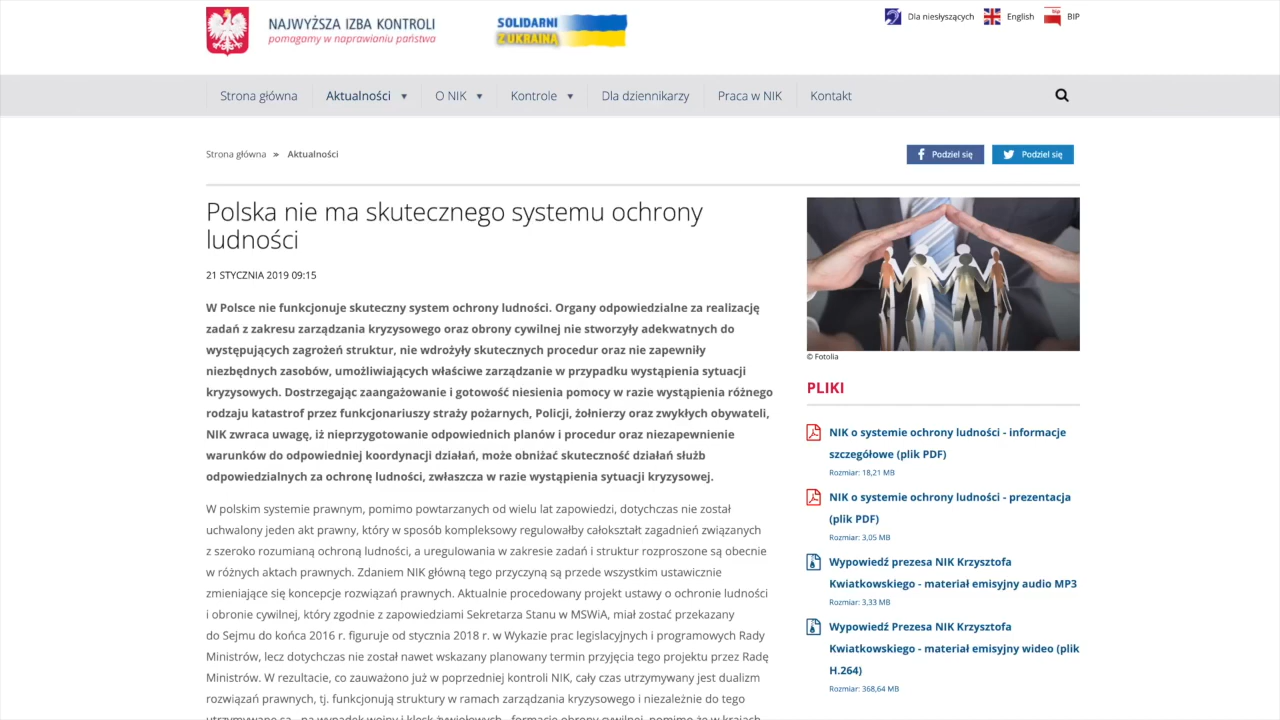 NAJWYŻSZA IZBA KONTROLI
pomagamy w naprawianiu państwa
SOLIDARNI
Z UKRAINĄ
Dla niesłyszących
English
BIP
Strona główna
Aktualności
O NIK
Kontrole
Dla dziennikarzy
Praca w NIK
Kontakt
Strona główna » Aktualności
Podziel się
Podziel się
Polska nie ma skutecznego systemu ochrony
ludności
21 STYCZNIA 2019 09:15
W Polsce nie funkcjonuje skuteczny system ochrony ludności. Organy odpowiedzialne za realizację
zadań z zakresu zarządzania kryzysowego oraz obrony cywilnej nie stworzyły adekwatnych do
występujących zagrożeń struktur, nie wdrożyły skutecznych procedur oraz nie zapewniły
niezbędnych zasobów, umożliwiających właściwe zarządzanie w przypadku wystąpienia sytuacji
kryzysowych. Dostrzegając zaangażowanie i gotowość niesienia pomocy w razie wystąpienia różnego
rodzaju katastrof przez funkcjonariuszy straży pożarnych, Policji, żołnierzy oraz zwykłych obywateli,
NIK zwraca uwagę, iż nieprzygotowanie odpowiednich planów i procedur oraz niezapewnienie
warunków do odpowiedniej koordynacji działań, może obniżać skuteczność działań służb
odpowiedzialnych za ochronę ludności, zwłaszcza w razie wystąpienia sytuacji kryzysowej.
W polskim systemie prawnym, pomimo powtarzanych od wielu lat zapowiedzi, dotychczas nie został
uchwalony jeden akt prawny, który w sposób kompleksowy regulowałby całokształt zagadnień związanych
z szeroko rozumianą ochroną ludności, a uregulowania w zakresie zadań i struktur rozproszone są obecnie
w różnych aktach prawnych. Zdaniem NIK główną tego przyczyną są przede wszystkim ustawicznie
zmieniające się koncepcje rozwiązań prawnych. Aktualnie procedowany projekt ustawy o ochronie ludności
i obronie cywilnej, który zgodnie z zapowiedziami Sekretarza Stanu w MSWiA, miał zostać przekazany
do Sejmu do końca 2016 r. figuruje od stycznia 2018 r. w Wykazie prac legislacyjnych i programowych Rady
Ministrów, lecz dotychczas nie został nawet wskazany planowany termin przyjęcia tego projektu przez Radę
Ministrów. W rezultacie, co zauważono już w poprzedniej kontroli NIK, cały czas utrzymywany jest dualizm
rozwiązań prawnych, tj. funkcjonują struktury w ramach zarządzania kryzysowego i niezależnie do tego
utrzymywane są - na wypadek wojny i klęsk żywiołowych - formacje obrony cywilnej, pomimo że w krajach
© Fotolia
PLIKI
NIK o systemie ochrony ludności - informacje
szczegółowe (plik PDF)
Rozmiar: 18,21 MB
NIK o systemie ochrony ludności - prezentacja
(plik PDF)
Rozmiar: 3,05 MB
Wypowiedź prezesa NIK Krzysztofa
Kwiatkowskiego - materiał emisyjny audio MP3
Rozmiar: 3,33 MB
Wypowiedź Prezesa NIK Krzysztofa
Kwiatkowskiego - materiał emisyjny wideo (plik
H.264)
Rozmiar: 368,64 MB